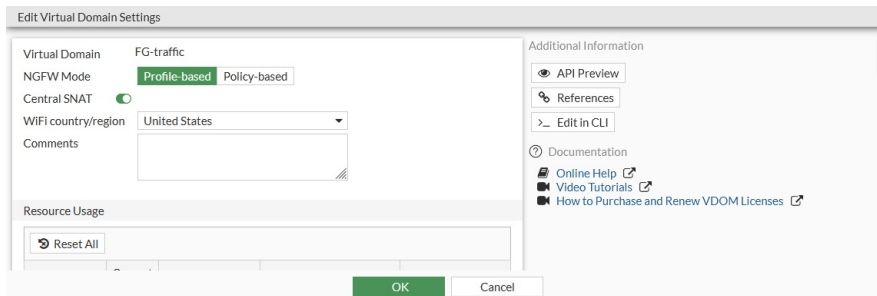 Edit Virtual Domain Settings
Virtual Domain FG-traffic
NGFW Mode Profile-based Policy-based
Central SNAT
WiFi country/region United States
Comments
Resource Usage
Reset All
OK Cancel
Additional Information
API Preview
References
>_ Edit in CLI
Documentation
Online Help
Video Tutorials
How to Purchase and Renew VDOM Licenses